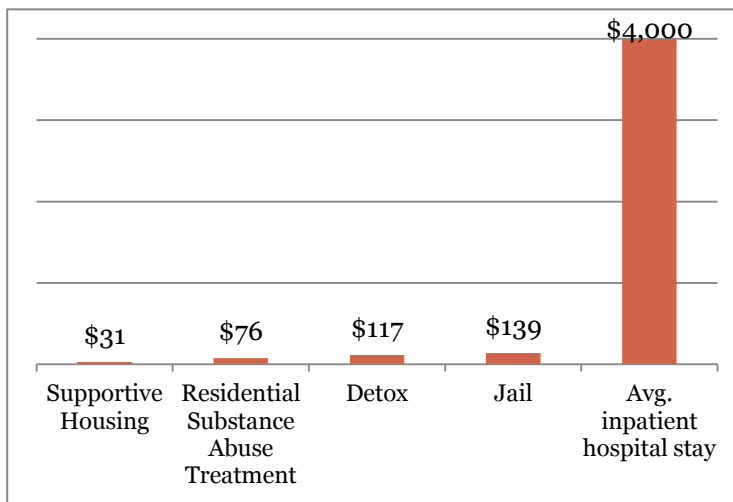 $4,000
$31
$76
$117
$139
Supportive
Housing
Residential
Substance
Abuse
Treatment
Detox
Jail
Avg.
inpatient
hospital stay